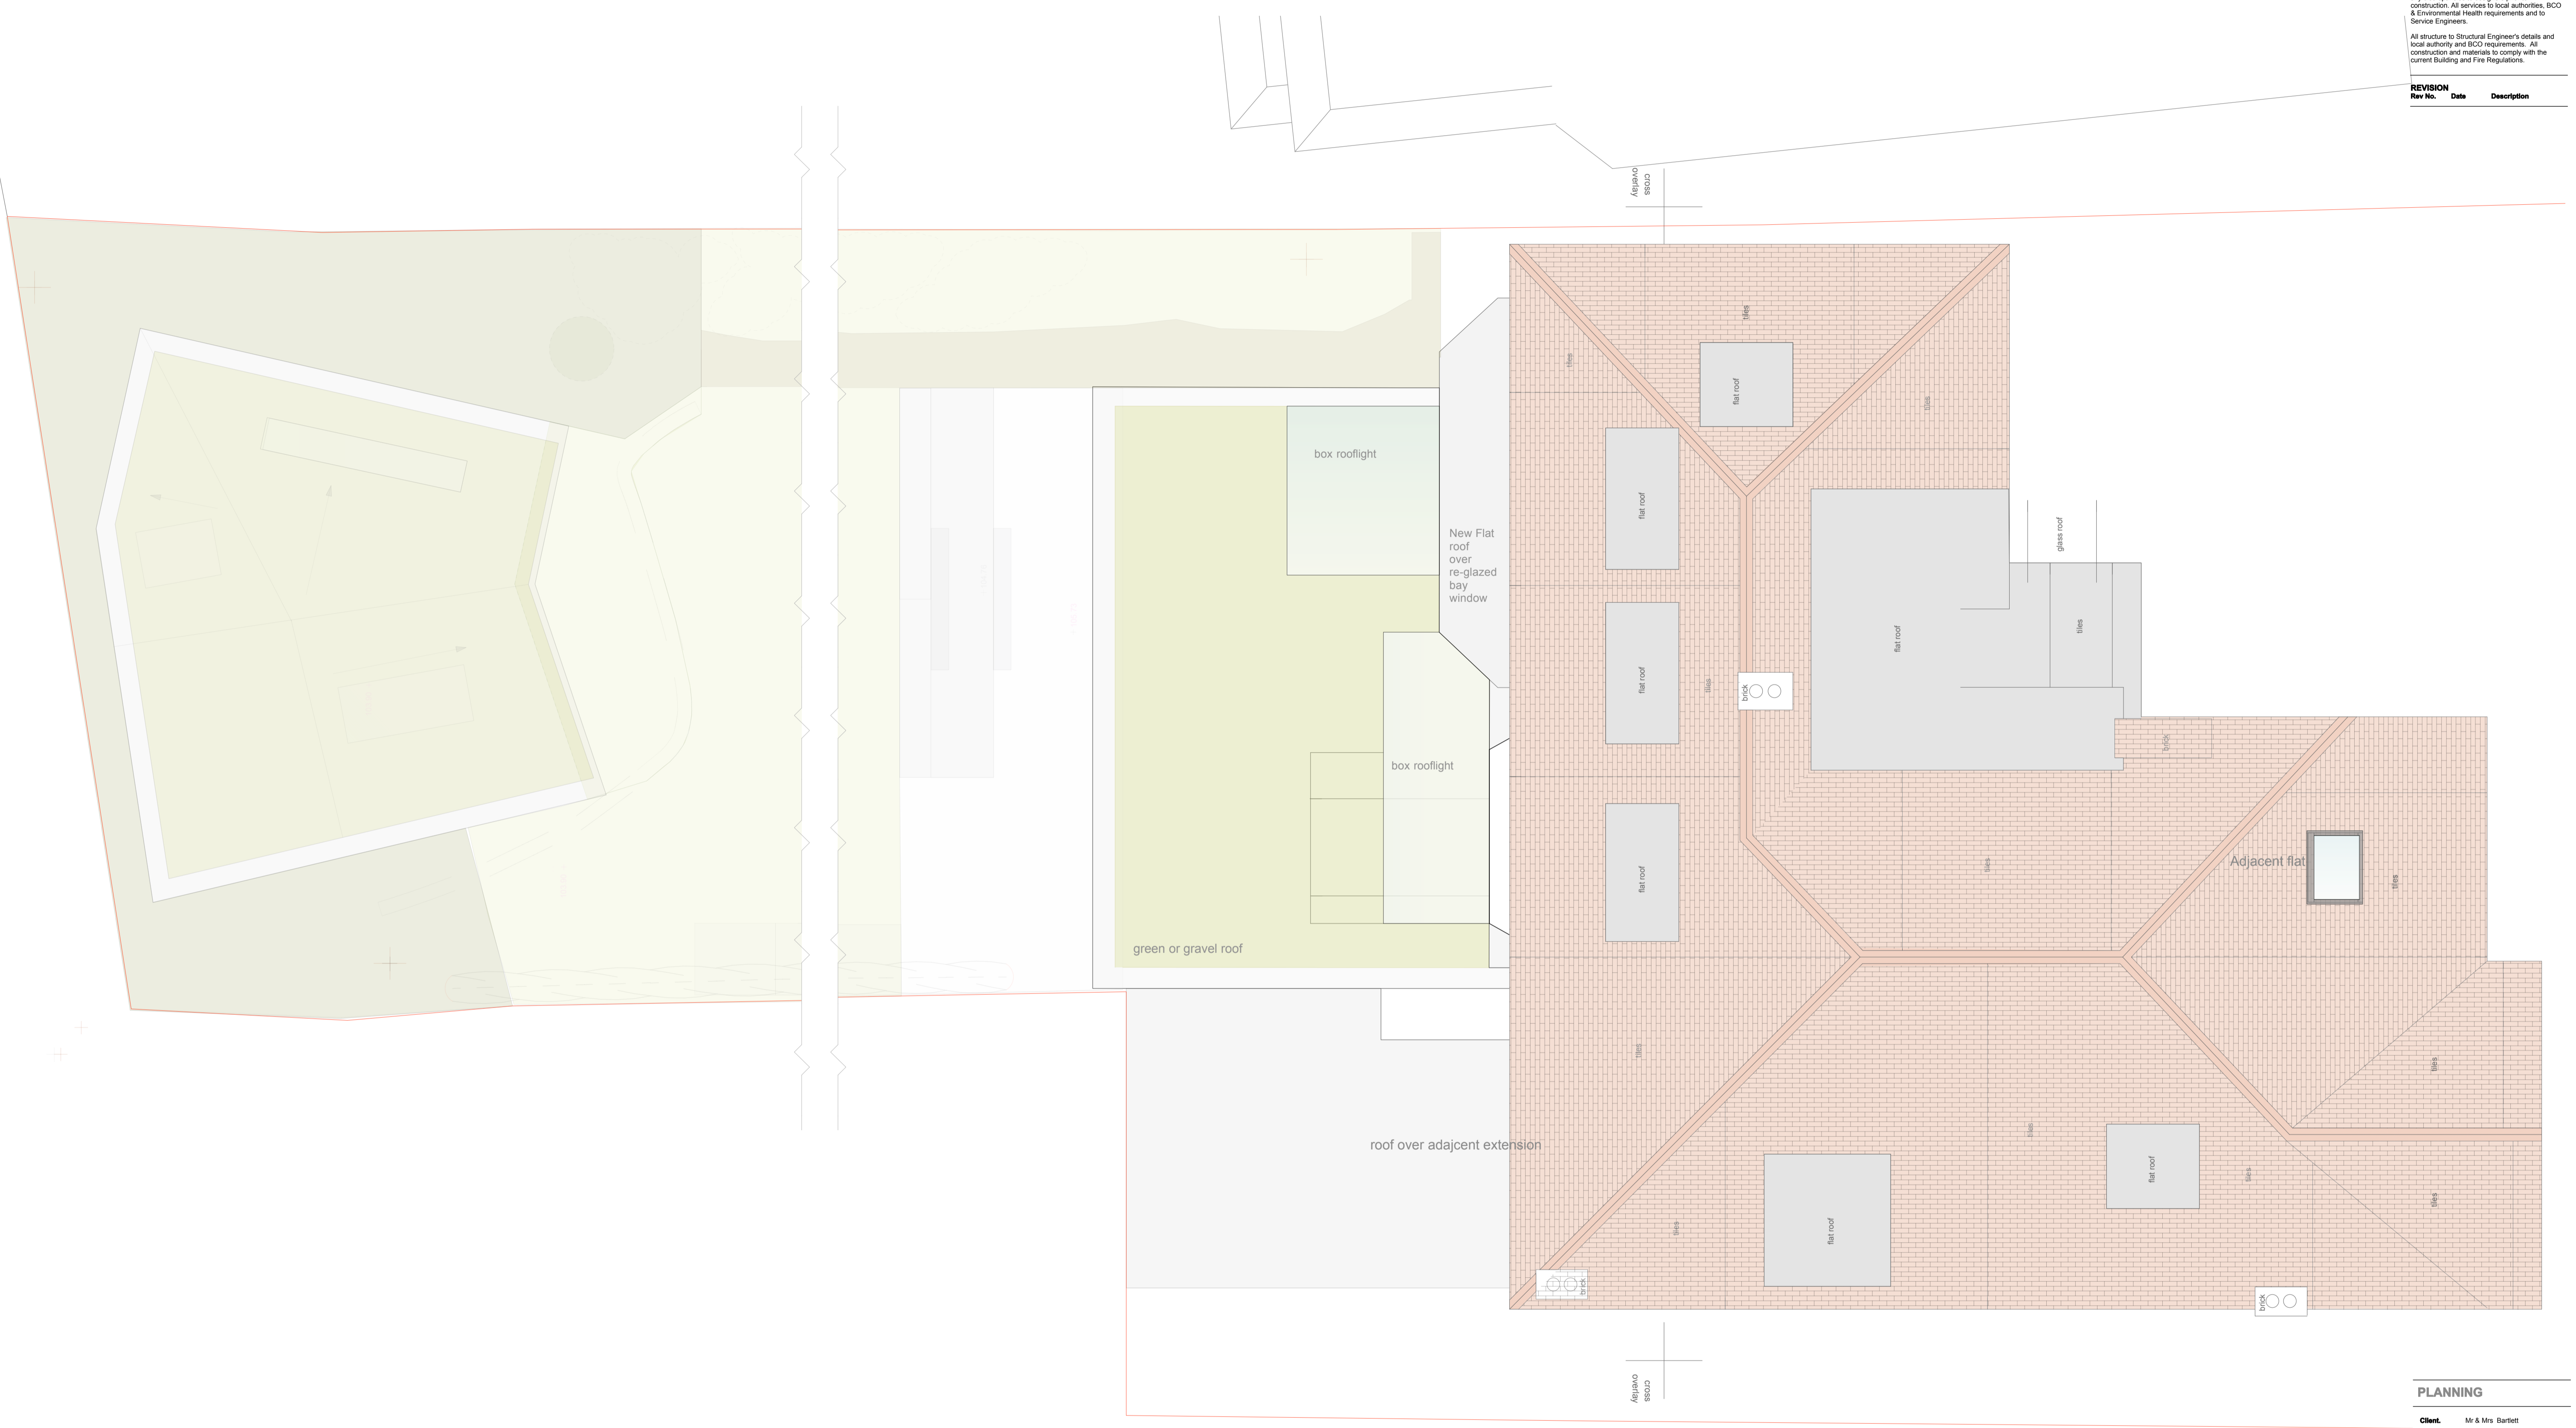 construction. All services to local authorities, BCO
& Environmental Health requirements and to
Service Engineers.
All structure to Structural Engineer's details and
local authority and BCO requirements. All
construction and materials to comply with the
current Building and Fire Regulations.
REVISION
Rev No. Date Description
cross
overlay
tiles
tiles
flat roof
tiles
box rooflight
flat roof
New Flat
roof
over
re-glazed
bay
window
glass roof
tiles
flat roof
flat roof
tiles
brick
brick
box rooflight
flat roof
tiles
Adjacent flat
tiles
green or gravel roof
tiles
tiles
roof over adajcent extension
tiles
flat roof
tiles
tiles
tiles
flat roof
brick
brick
cross
overlay
PLANNING
Client. Mr & Mrs Bartlett